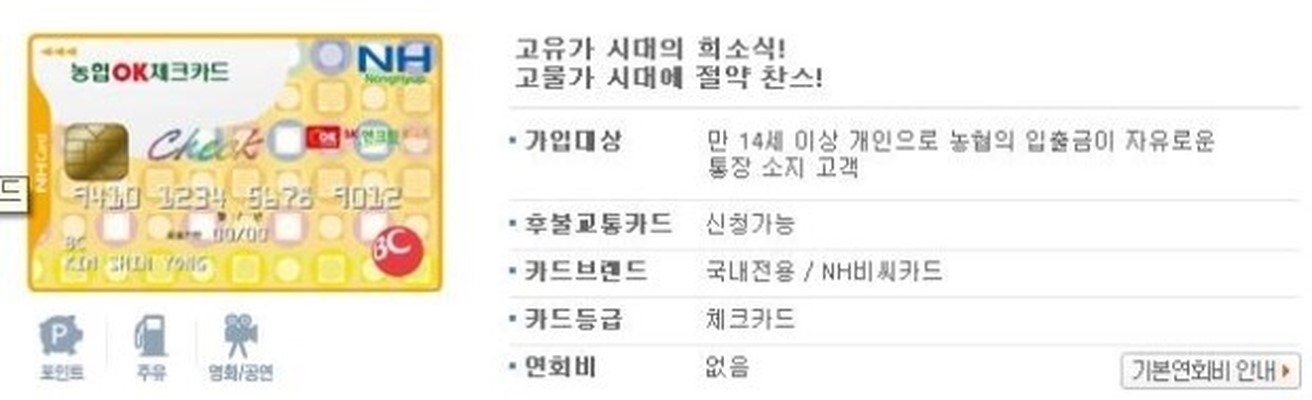 고유가 시대의 희소식!
고물가 시대에 절약 찬스!
농협OK체크카드
NH
Nonghyup
NH Card
Check
OK
9410 1234 5678 9012
00/00
BC
KIM SHIN YONG
BC
드
포인트
주유
영화/공연
가입대상
만 14세 이상 개인으로 농협의 입출금이 자유로운
통장 소지 고객
후불교통카드
신청가능
카드브랜드
국내전용 / NH비씨카드
카드등급
체크카드
연회비
없음
기본연회비 안내